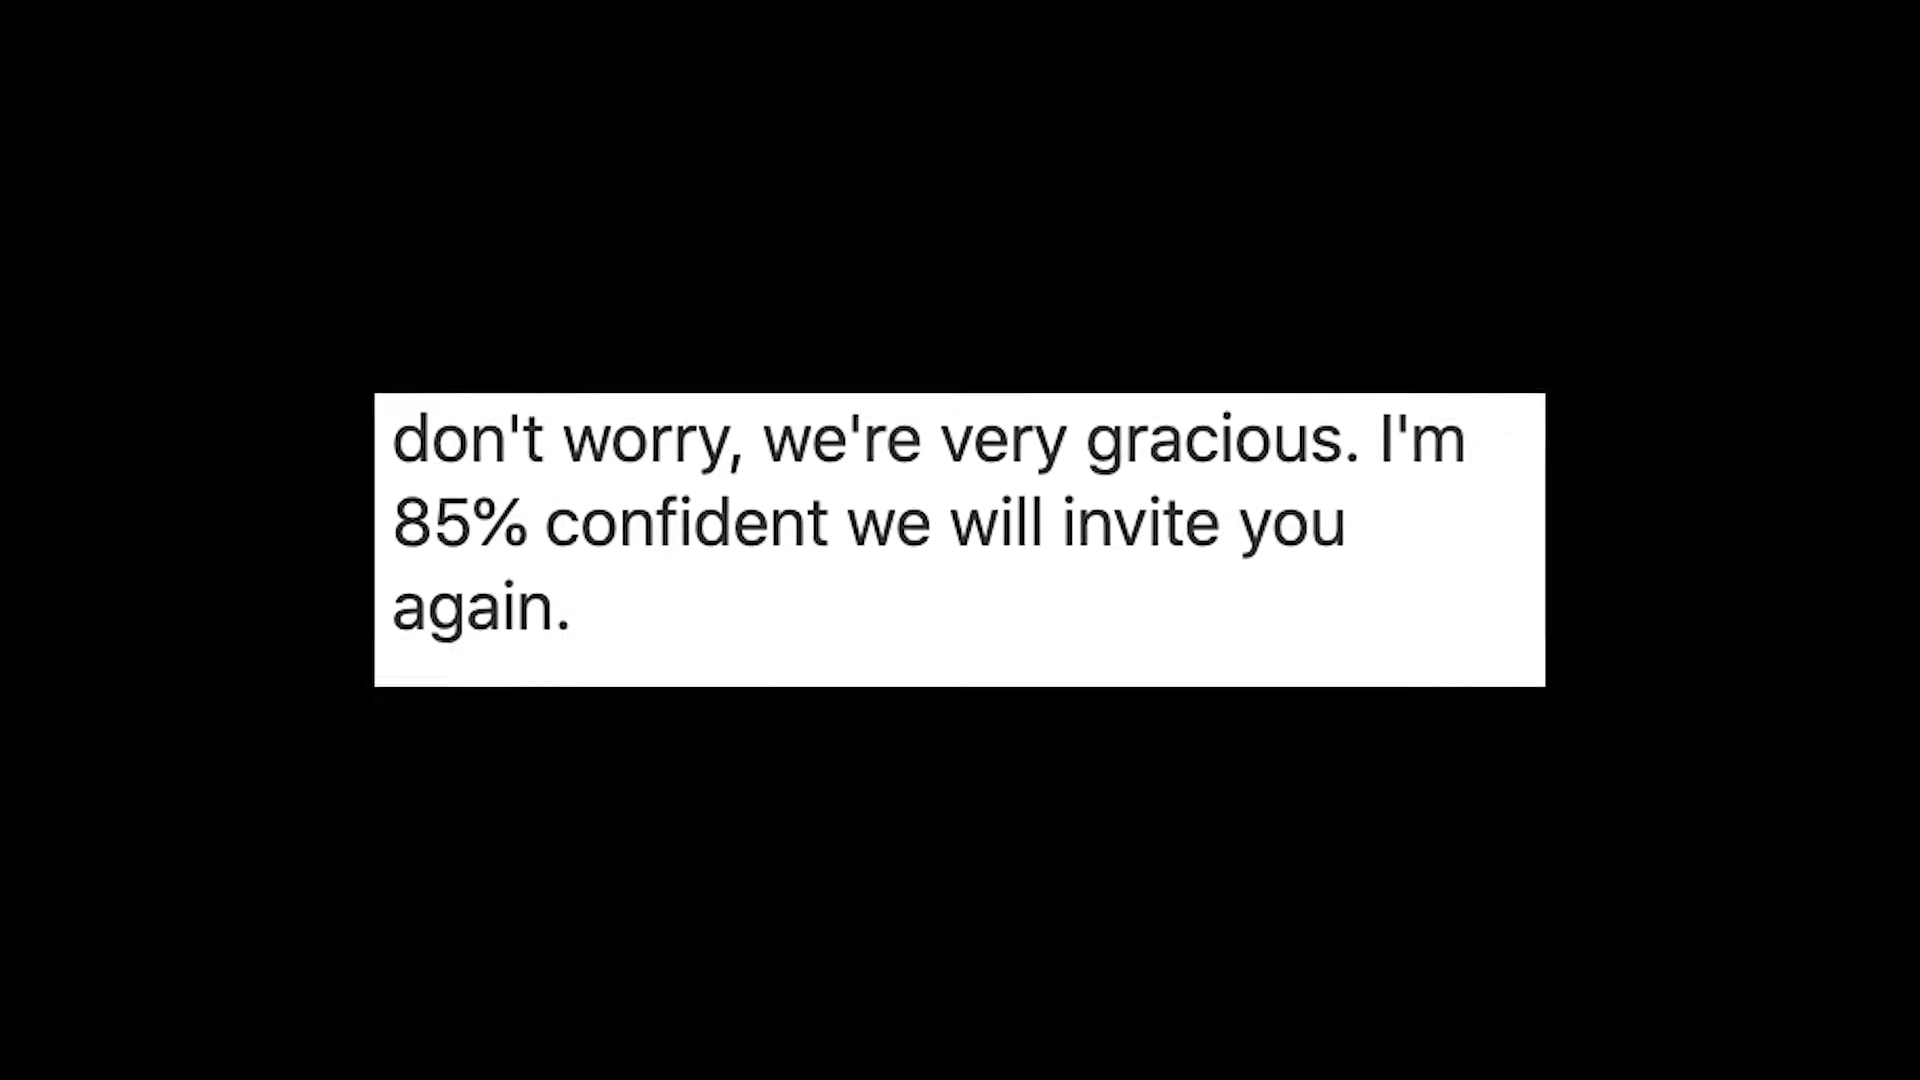 don't worry, we're very gracious. I'm
85% confident we will invite you
again.